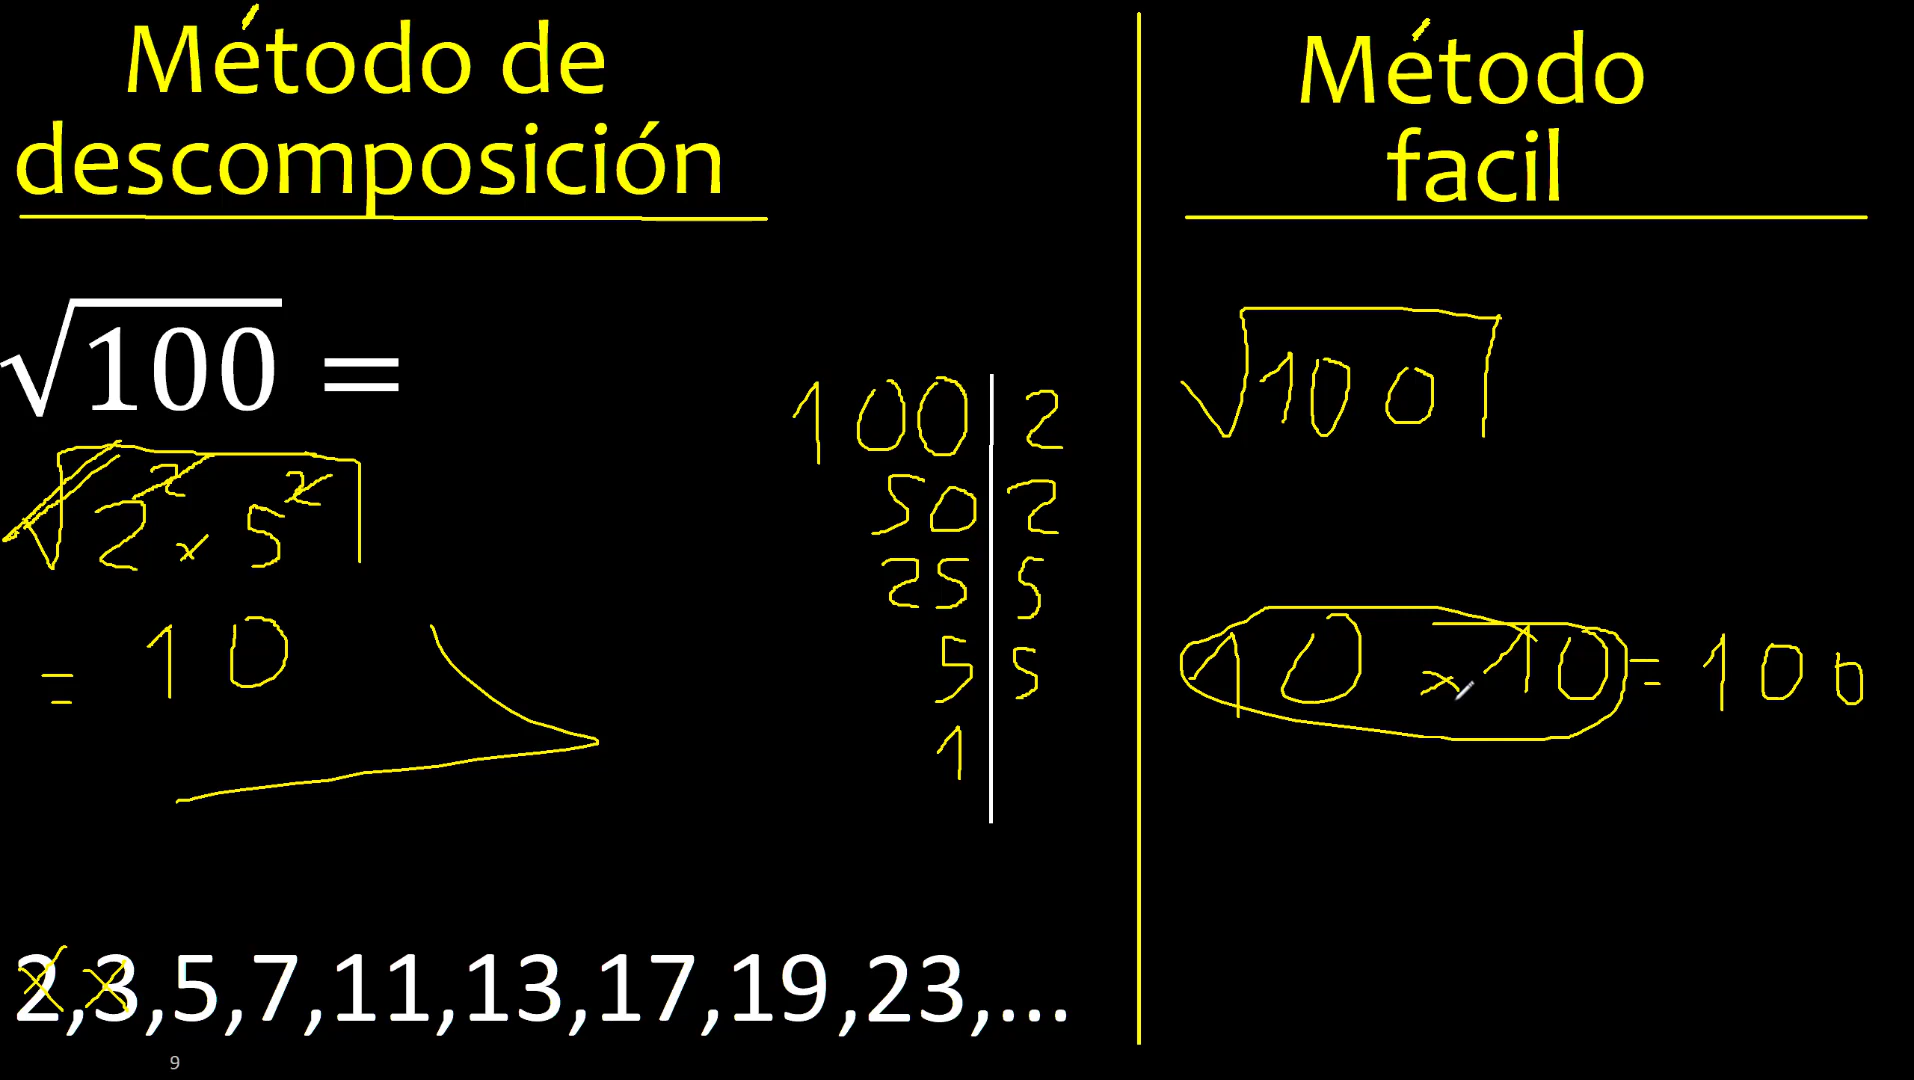 Método de
descomposición
√100 =
√2² × 5²
= 10
100 | 2
50 | 2
25 | 5
5 | 5
1
2,3,5,7,11,13,17,19,23,...
9
Método
facil
√100
10 × 10 = 100